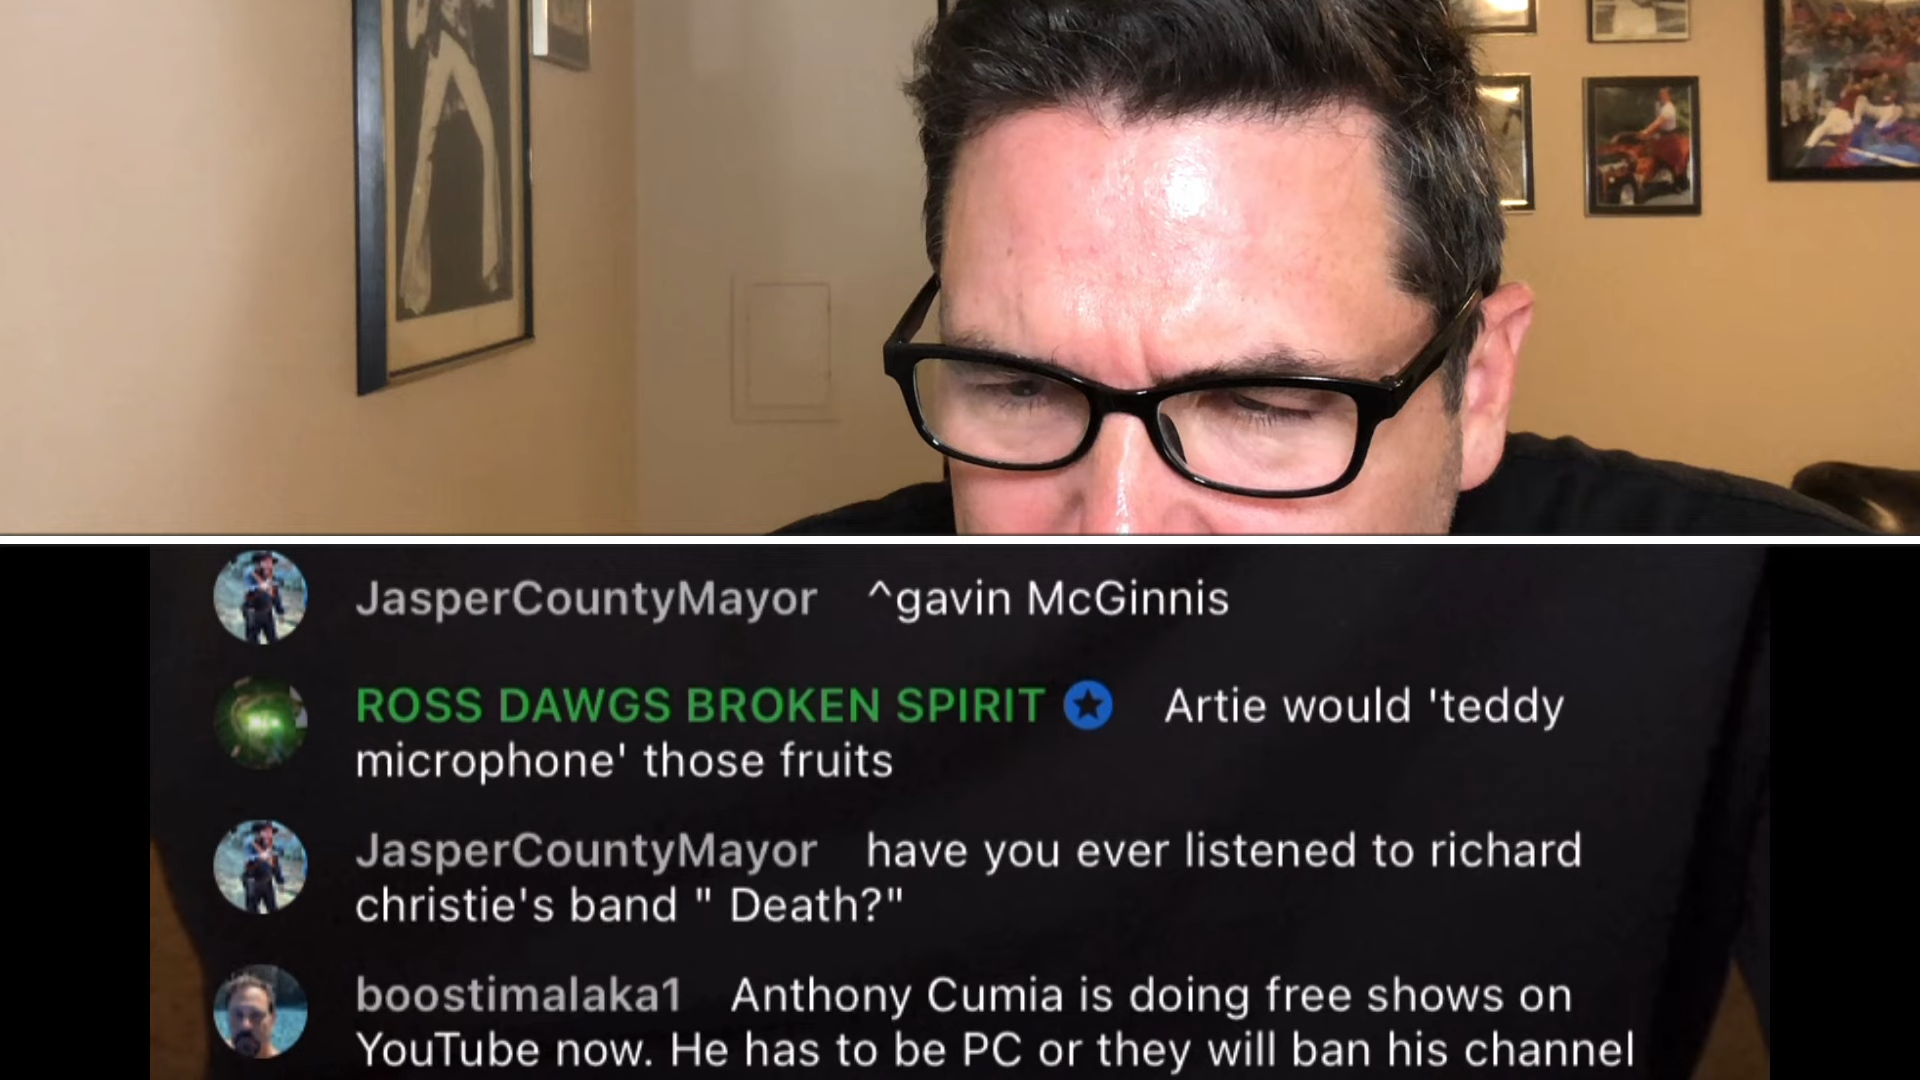 JasperCountyMayor ^gavin McGinnis
ROSS DAWGS BROKEN SPIRIT Artie would 'teddy
microphone' those fruits
JasperCountyMayor have you ever listened to richard
christie's band " Death?"
boostimalaka1 Anthony Cumia is doing free shows on
YouTube now. He has to be PC or they will ban his channel